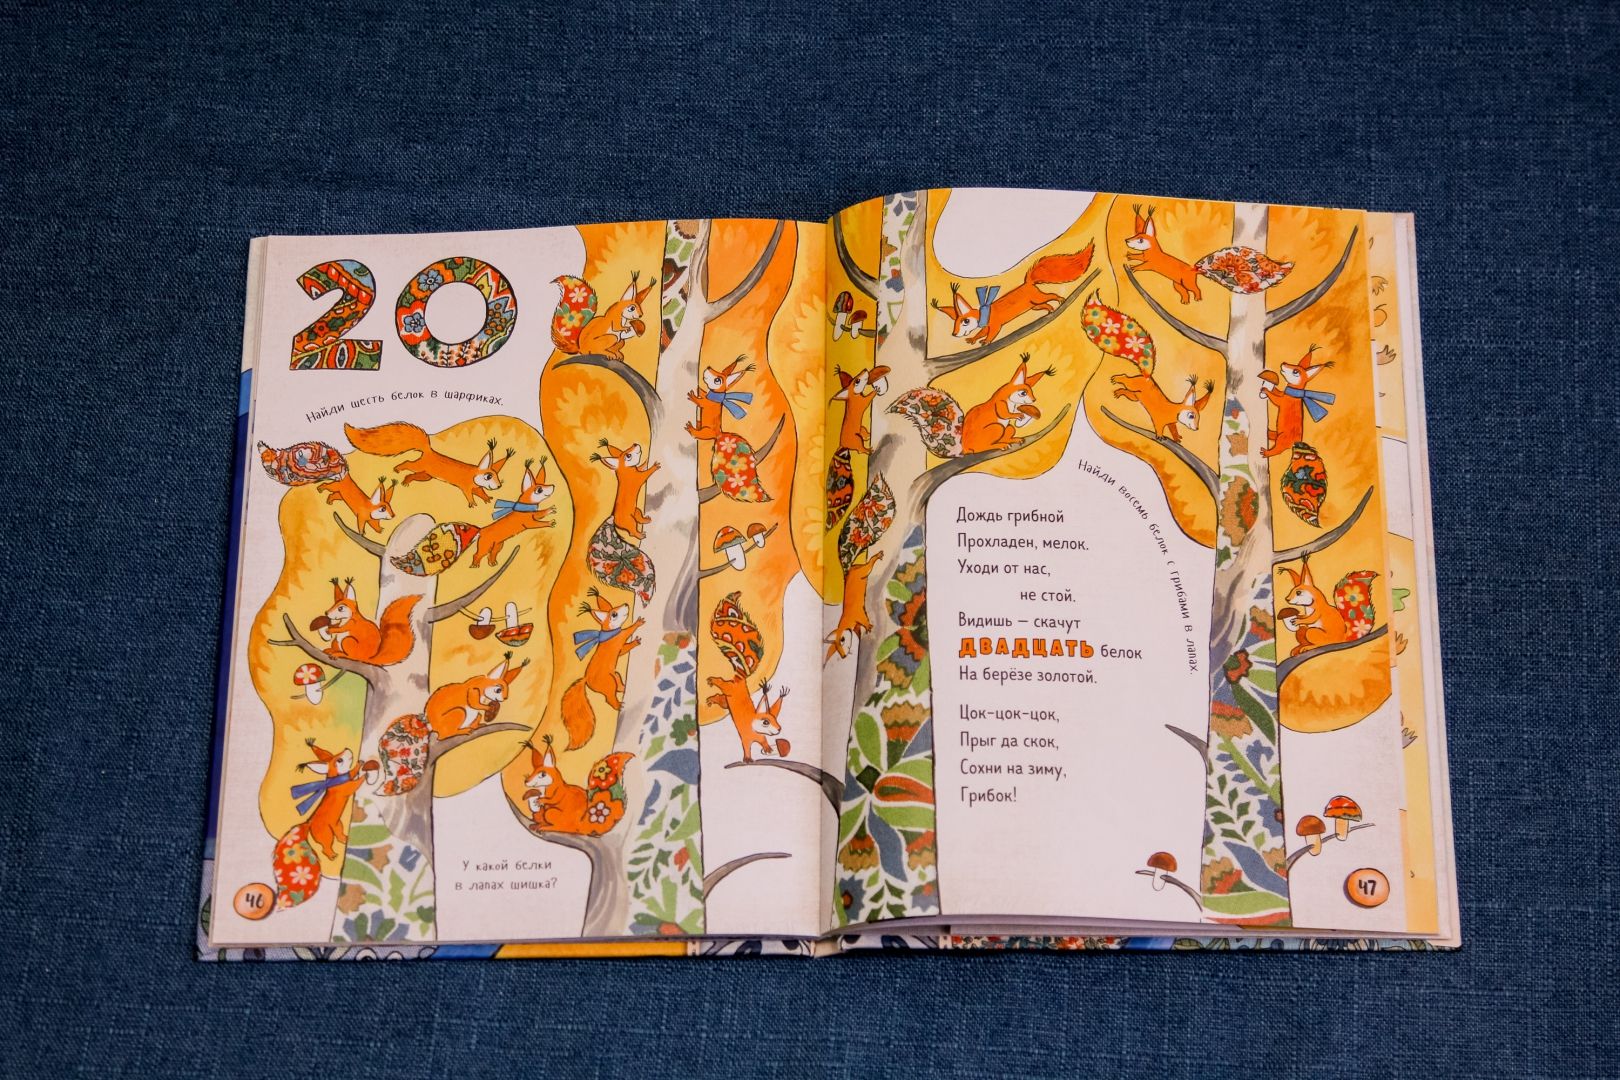 20
Найди шесть белок в шарфиках.
У какой белки
в лапах шишка?
46
Найди восемь белок с грибами в лапах.
Дождь грибной
Прохладен, мелок.
Уходи от нас,
не стой.
Видишь – скачут
ДВАДЦАТЬ белок
На берёзе золотой.
Цок-цок-цок,
Прыг да скок,
Сохни на зиму,
Грибок!
47